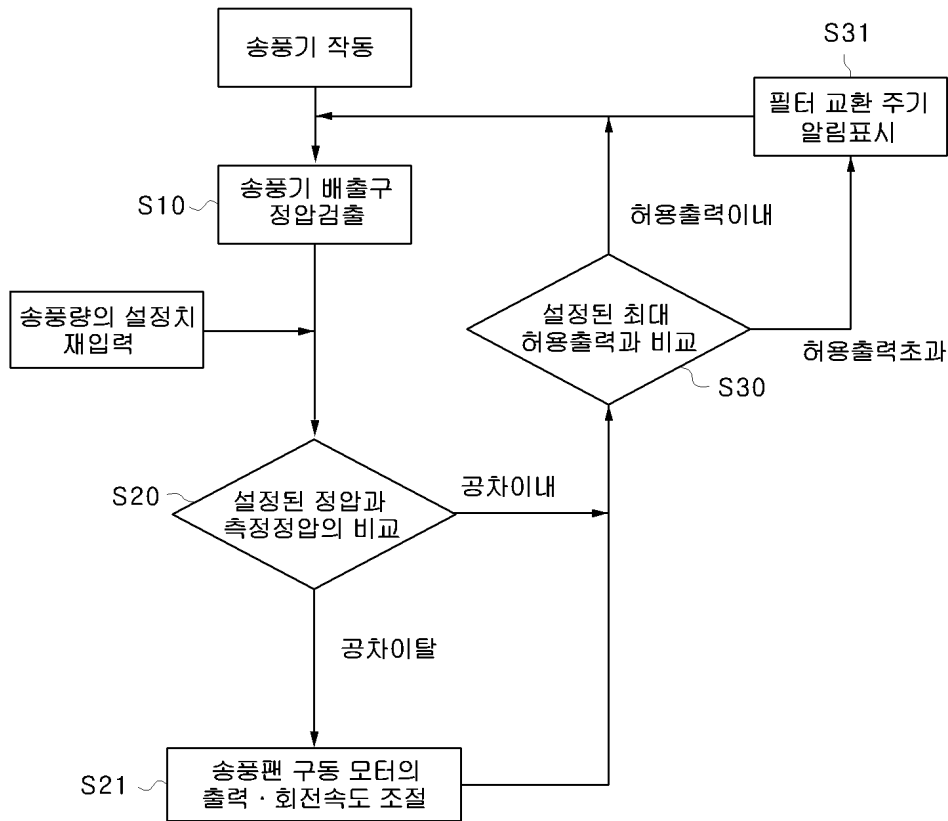 송풍기 작동
S31
필터 교환 주기
알림표시
S10
송풍기 배출구
정압검출
허용출력이내
송풍량의 설정치
재입력
설정된 최대
허용출력과 비교
허용출력초과
S30
S20
설정된 정압과
측정정압의 비교
공차이내
공차이탈
S21
송풍팬 구동 모터의
출력 · 회전속도 조절